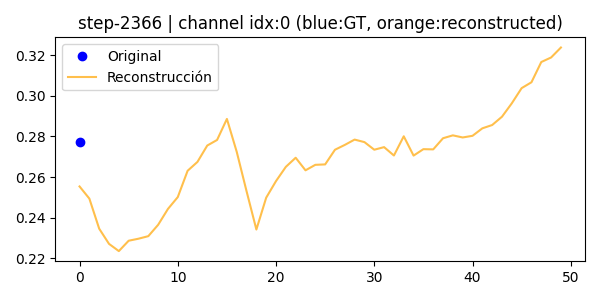 step-2366 | channel idx:0 (blue:GT, orange:reconstructed)
Original
Reconstrucción
0.32
0.30
0.28
0.26
0.24
0.22
0 10 20 30 40 50